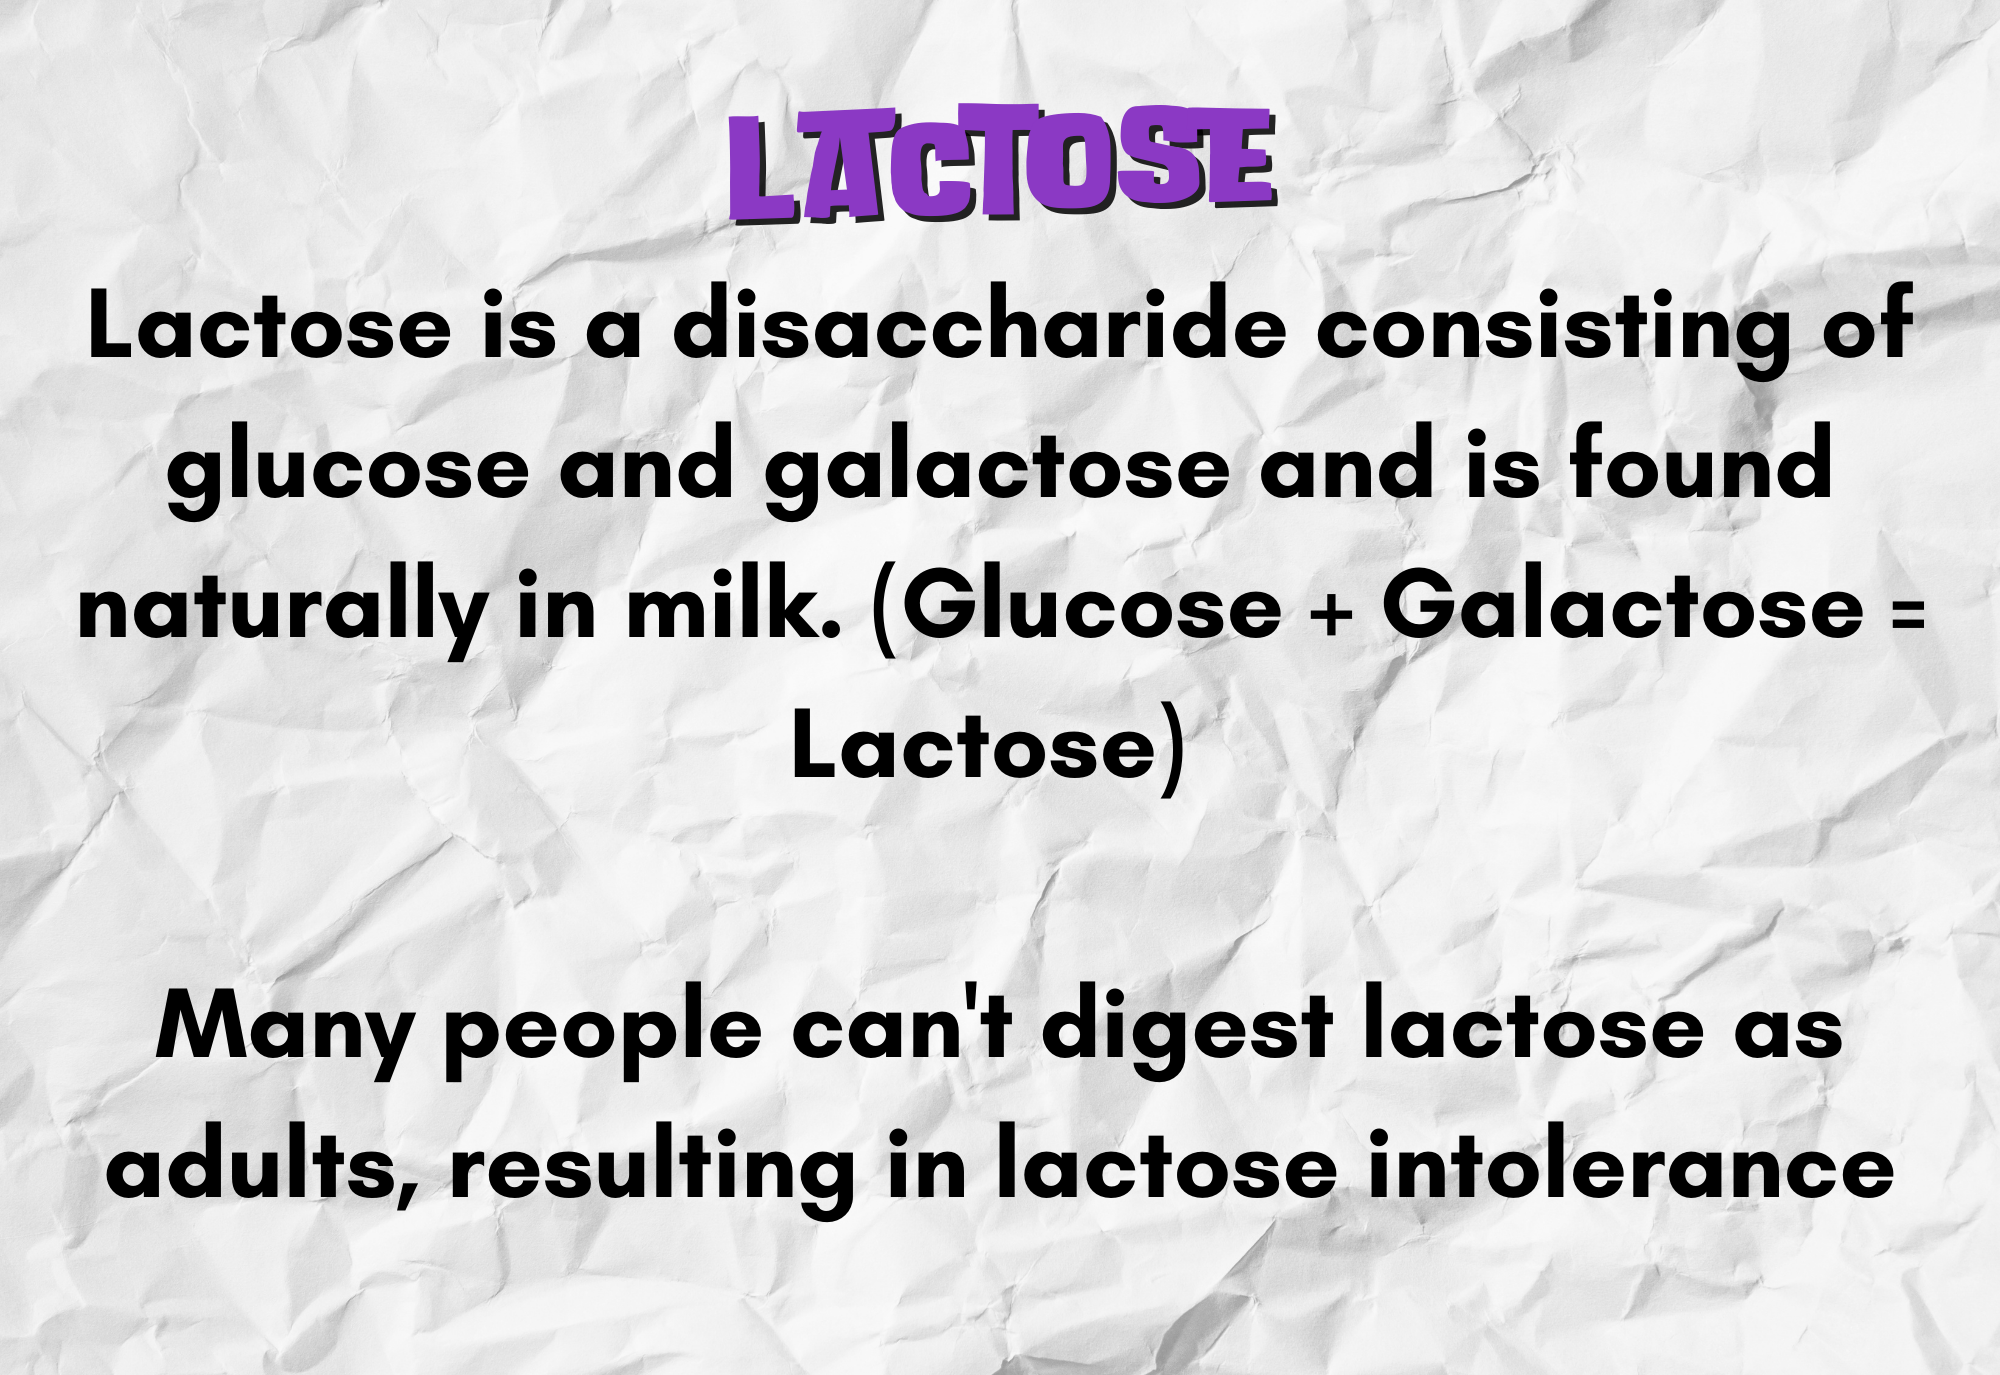 LACTOSE
Lactose is a disaccharide consisting of
glucose and galactose and is found
naturally in milk. (Glucose + Galactose =
Lactose)
Many people can't digest lactose as
adults, resulting in lactose intolerance